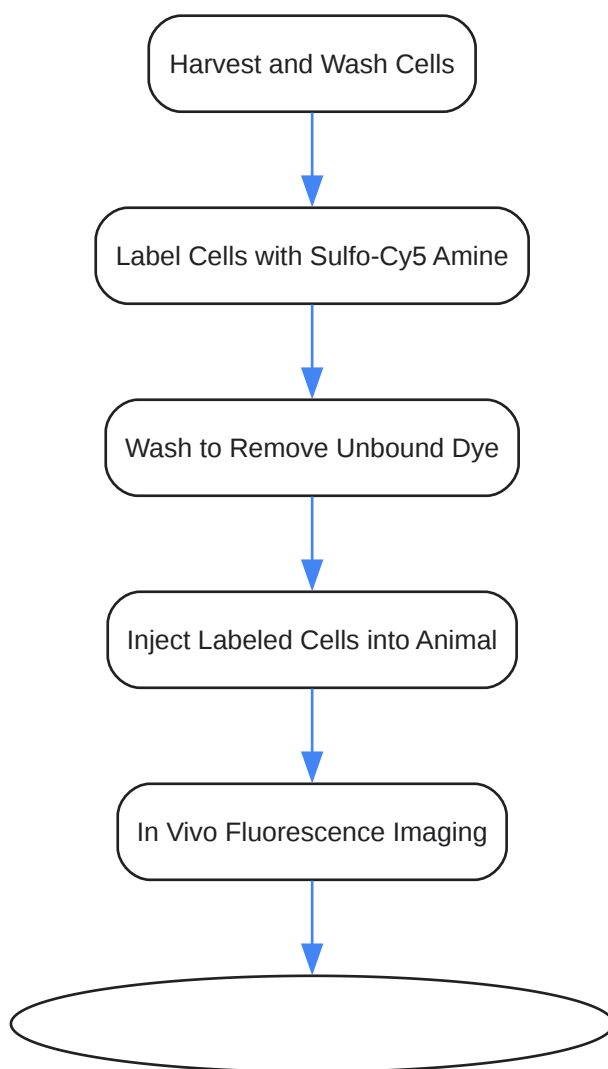 Harvest and Wash Cells
Label Cells with Sulfo-Cy5 Amine
Wash to Remove Unbound Dye
Inject Labeled Cells into Animal
In Vivo Fluorescence Imaging